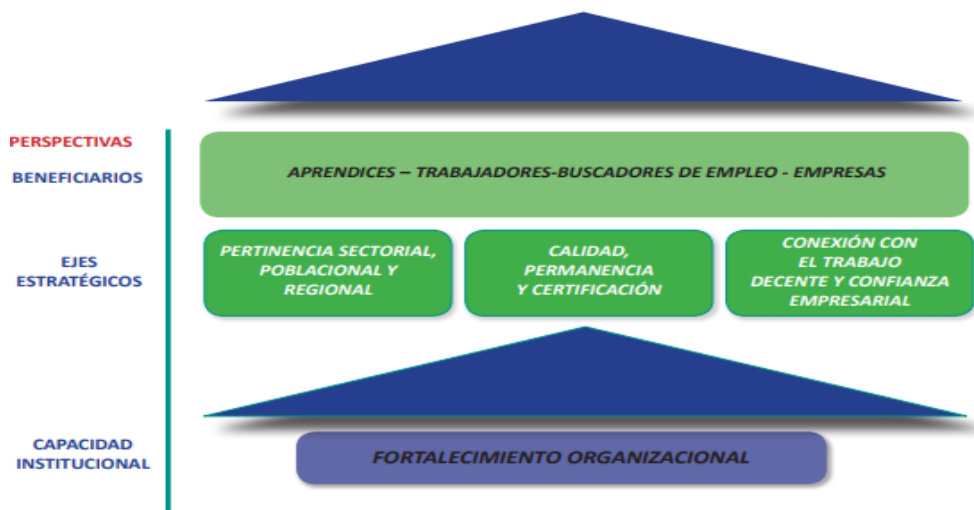 PERSPECTIVAS
BENEFICIARIOS
APRENDICES – TRABAJADORES-BUSCADORES DE EMPLEO - EMPRESAS
EJES
ESTRATÉGICOS
PERTINENCIA SECTORIAL,
POBLACIONAL Y
REGIONAL
CALIDAD,
PERMANENCIA
Y CERTIFICACIÓN
CONEXIÓN CON
EL TRABAJO
DECENTE Y CONFIANZA
EMPRESARIAL
CAPACIDAD
INSTITUCIONAL
FORTALECIMIENTO ORGANIZACIONAL